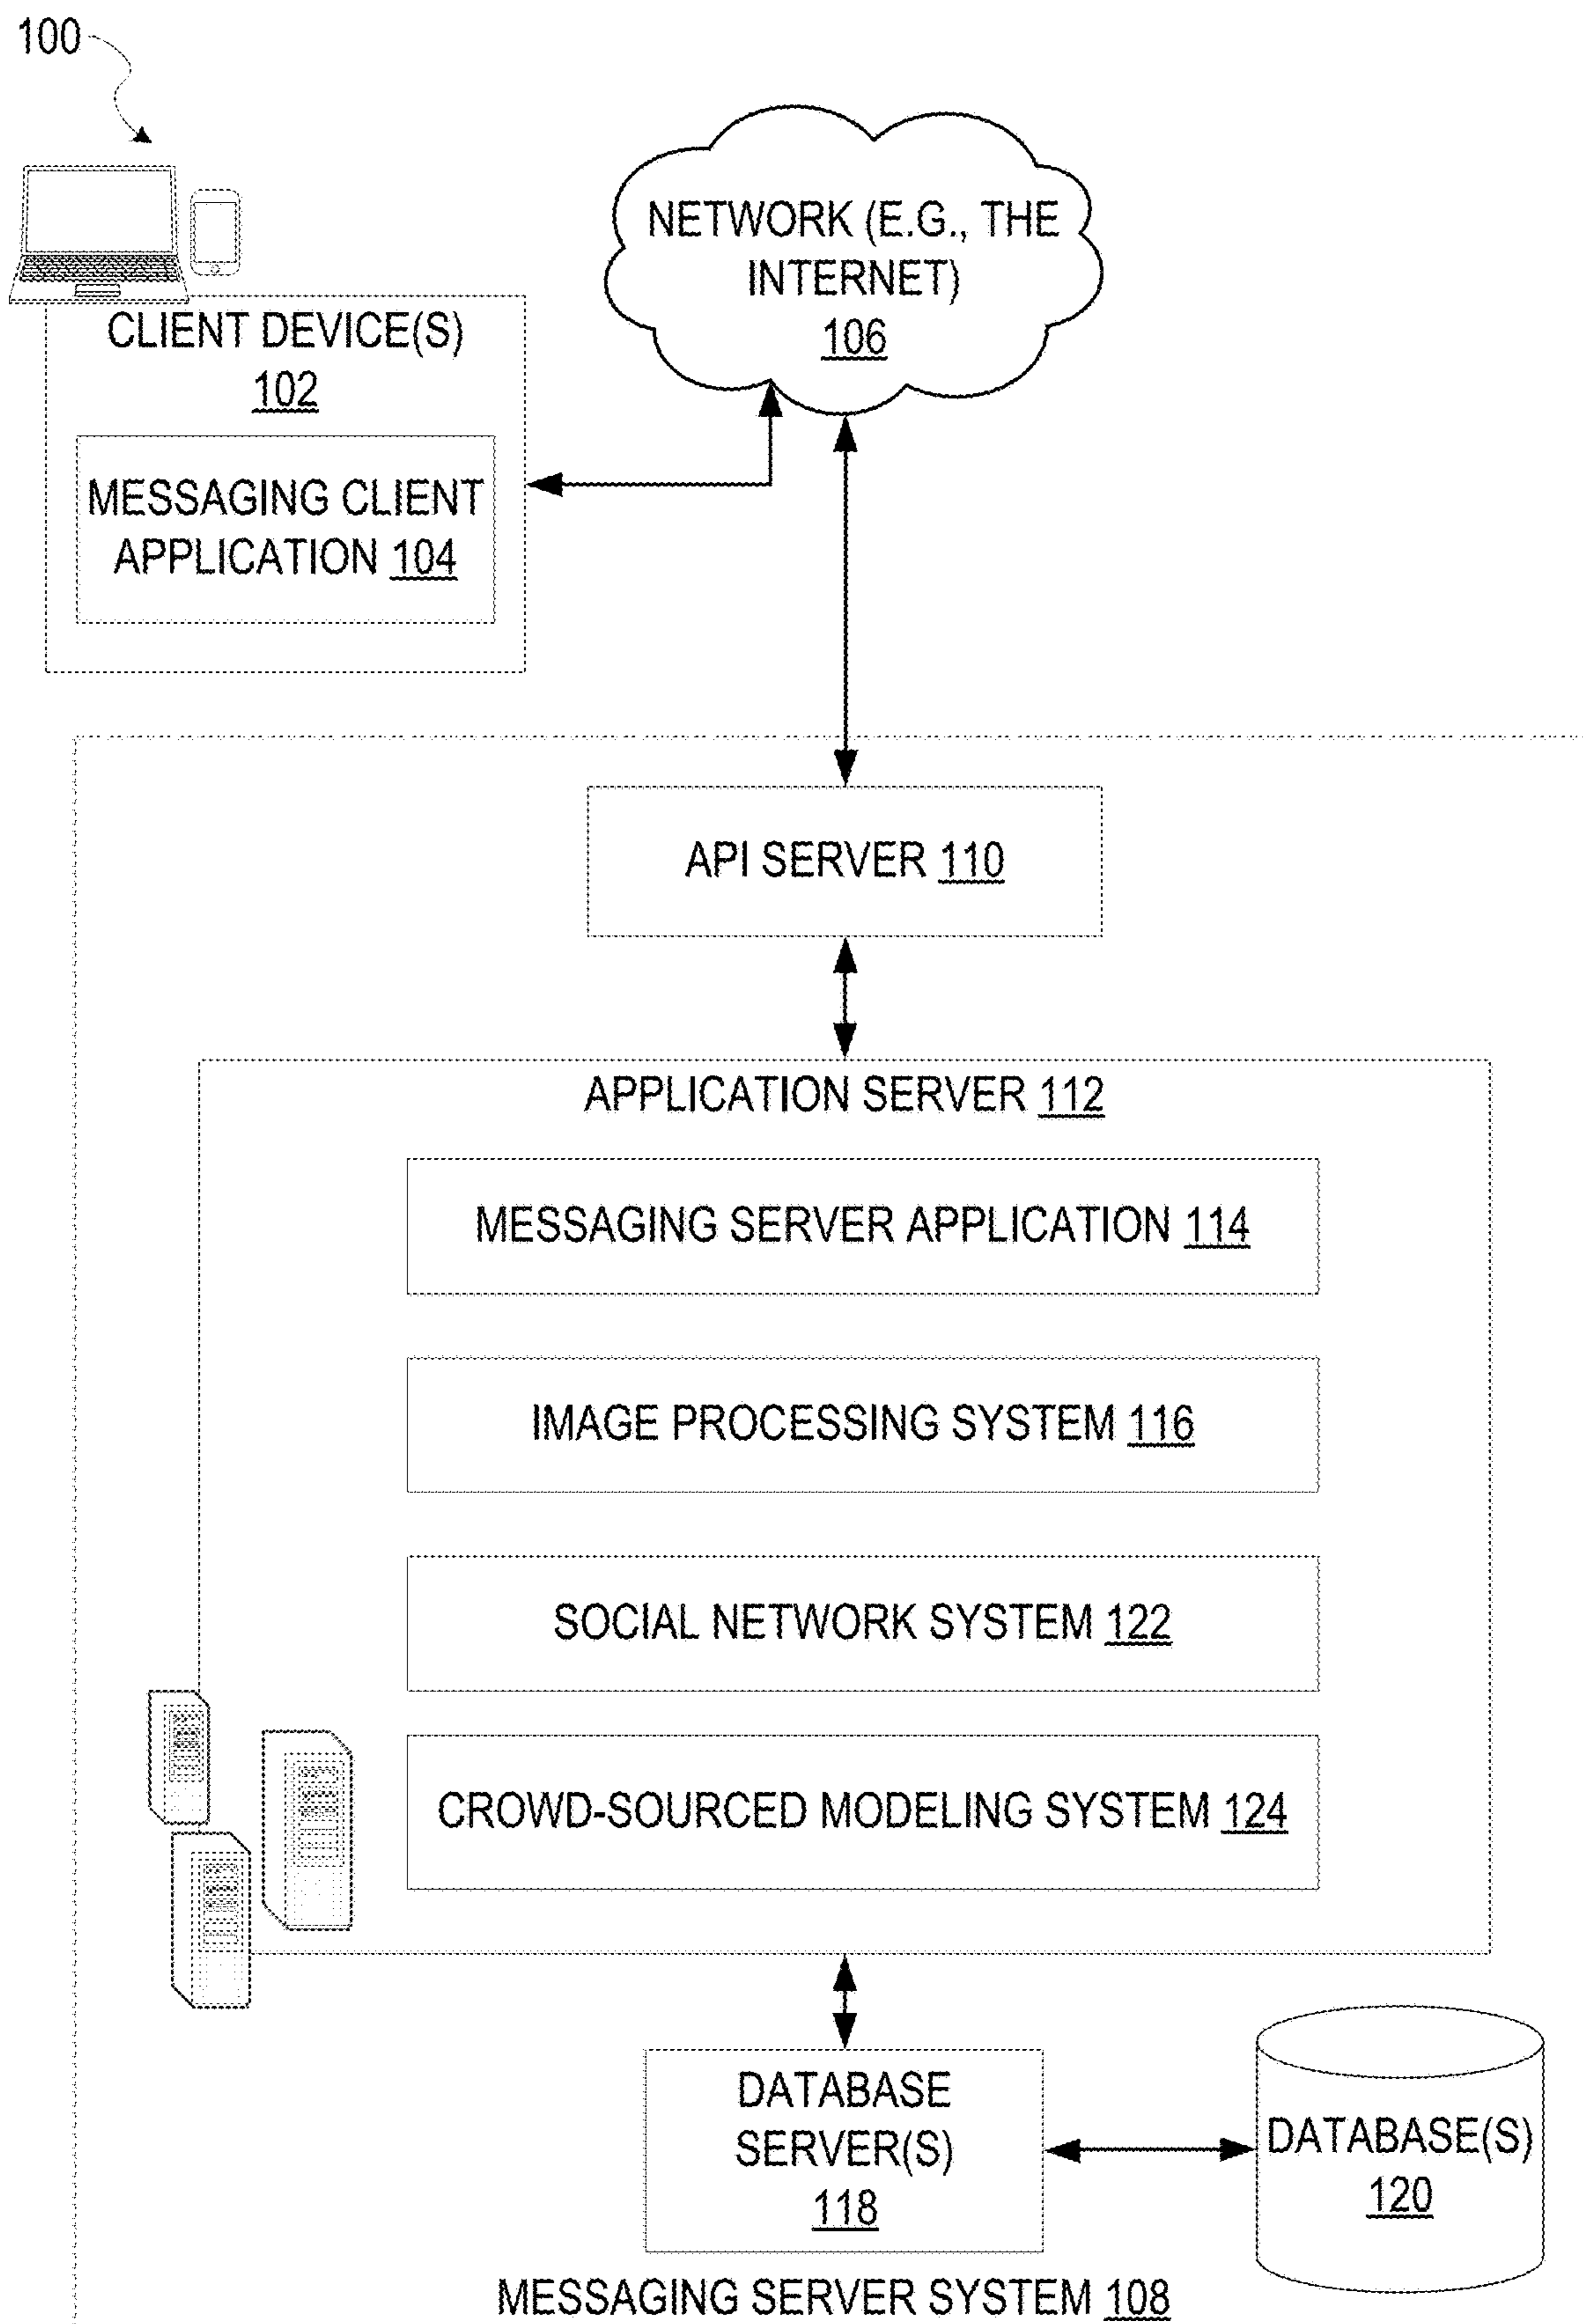 100
NETWORK (E.G., THE
INTERNET)
106
CLIENT DEVICE(S)
102
MESSAGING CLIENT
APPLICATION 104
API SERVER 110
APPLICATION SERVER 112
MESSAGING SERVER APPLICATION 114
IMAGE PROCESSING SYSTEM 116
SOCIAL NETWORK SYSTEM 122
CROWD-SOURCED MODELING SYSTEM 124
DATABASE
SERVER(S)
118
DATABASE(S)
120
MESSAGING SERVER SYSTEM 108